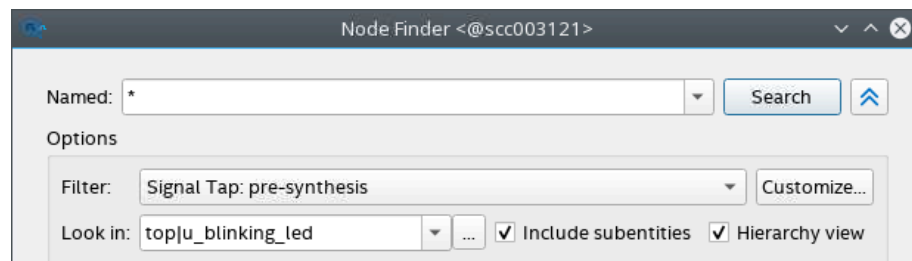 Node Finder <@scc003121>
Named: * Search
Options
Filter: Signal Tap: pre-synthesis Customize...
Look in: top|u_blinking_led ... Include subentities Hierarchy view